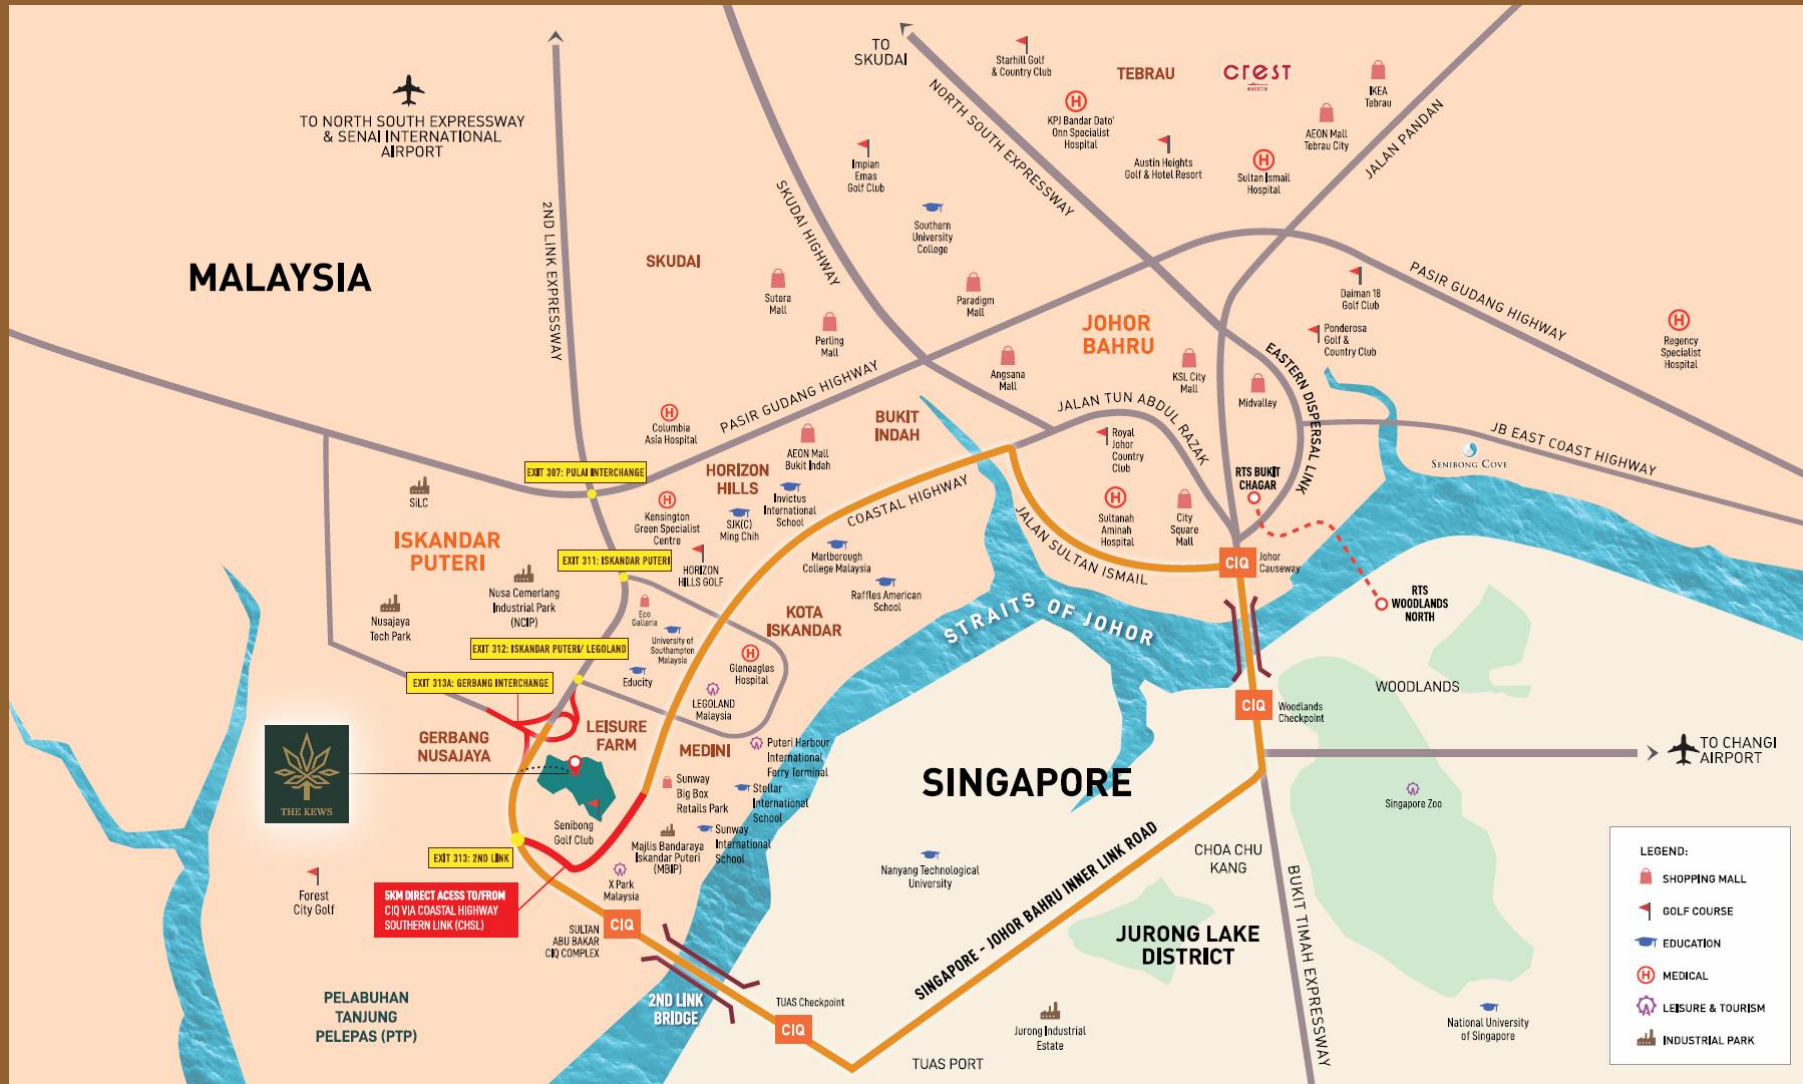 TO NORTH SOUTH EXPRESSWAY
& SENAI INTERNATIONAL
AIRPORT
2ND LINK EXPRESSWAY
TO
SKUDAI
SKUDAI HIGHWAY
NORTH SOUTH EXPRESSWAY
Starhill Golf
& Country Club
TEBRAU
crest
IKEA
Tebrau
KPJ Bandar Dato'
Onn Specialist
Hospital
AEON Mall
Tebrau City
JALAN PANDAN
Impian
Emas
Golf Club
Austin Heights
Golf & Hotel Resort
Sultan Ismail
Hospital
Southern
University
College
MALAYSIA
SKUDAI
Sutera
Mall
Perling
Mall
Paradigm
Mall
JOHOR
BAHRU
Daiman 18
Golf Club
PASIR GUDANG HIGHWAY
Ponderosa
Golf &
Country Club
Regency
Specialist
Hospital
Angsana
Mall
KSL City
Mall
Midvalley
EASTERN DISPERSAL LINK
PASIR GUDANG HIGHWAY
Columbia
Asia Hospital
BUKIT
INDAH
JALAN TUN ABDUL RAZAK
Royal
Johor
Country
Club
JB EAST COAST HIGHWAY
SENIBONG COVE
AEON Mall
Bukit Indah
EXIT 307: PULAI INTERCHANGE
HORIZON
HILLS
Invictus
International
School
RTS BUKIT
CHAGAR
SiLC
Kensington
Green Specialist
Centre
SJK(C)
Ming Chih
COASTAL HIGHWAY
JALAN SULTAN ISMAIL
Sultanah
Aminah
Hospital
City
Square
Mall
ISKANDAR
PUTERI
EXIT 311: ISKANDAR PUTERI
HORIZON
HILLS GOLF
Marlborough
College Malaysia
CIQ
Johor
Causeway
Nusa Cemerlang
Industrial Park
(NCIP)
Raffles American
School
Nusajaya
Tech Park
Eco
Galleria
KOTA
ISKANDAR
STRAITS OF JOHOR
RTS
WOODLANDS
NORTH
EXIT 312: ISKANDAR PUTERI/ LEGOLAND
University of
Southampton
Malaysia
Gleneagles
Hospital
EXIT 313A: GERBANG INTERCHANGE
Educity
LEGOLAND
Malaysia
WOODLANDS
CIQ
Woodlands
Checkpoint
GERBANG
NUSAJAYA
LEISURE
FARM
MEDINI
Puteri Harbour
International
Ferry Terminal
TO CHANGI
AIRPORT
SINGAPORE
THE KEWS
Sunway
Big Box
Retails Park
Stellar
International
School
Singapore Zoo
Senibong
Golf Club
Majlis Bandaraya
Iskandar Puteri
(MBIP)
Sunway
International
School
EXIT 313: 2ND LINK
X Park
Malaysia
Nanyang Technological
University
CHOA CHU
KANG
Forest
City Golf
5KM DIRECT ACESS TO/FROM
CIQ VIA COASTAL HIGHWAY
SOUTHERN LINK (CHSL)
CIQ
SULTAN
ABU BAKAR
CIQ COMPLEX
SINGAPORE - JOHOR BAHRU INNER LINK ROAD
JURONG LAKE
DISTRICT
BUKIT TIMAH EXPRESSWAY
PELABUHAN
TANJUNG
PELEPAS (PTP)
2ND LINK
BRIDGE
TUAS Checkpoint
CIQ
Jurong Industrial
Estate
TUAS PORT
National University
of Singapore
LEGEND:
SHOPPING MALL
GOLF COURSE
EDUCATION
MEDICAL
LEISURE & TOURISM
INDUSTRIAL PARK